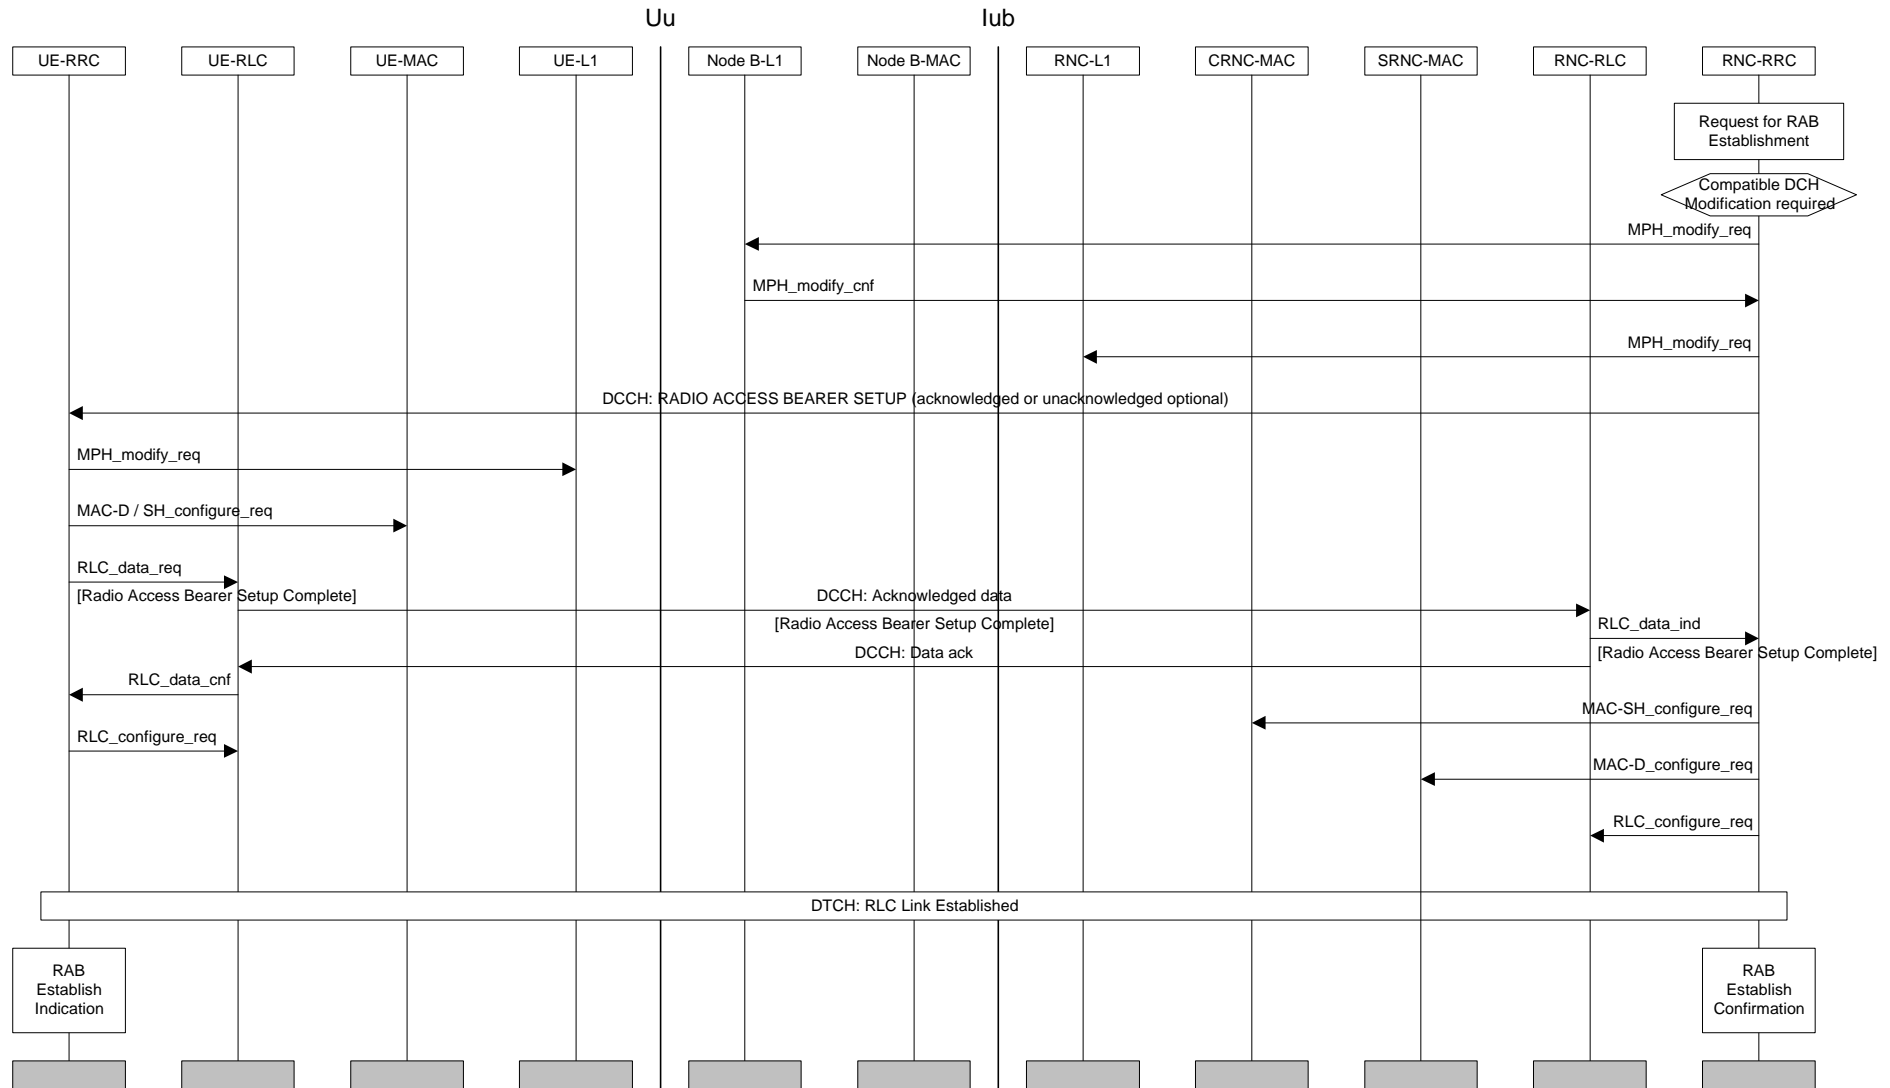 Uu
Iub
UE-RRC
UE-RLC
UE-MAC
UE-L1
Node B-L1
Node B-MAC
RNC-L1
CRNC-MAC
SRNC-MAC
RNC-RLC
RNC-RRC
Request for RAB
Establishment
Compatible DCH
Modification required
MPH_modify_req
MPH_modify_cnf
MPH_modify_req
DCCH: RADIO ACCESS BEARER SETUP (acknowledged or unacknowledged optional)
MPH_modify_req
MAC-D / SH_configure_req
RLC_data_req
[Radio Access Bearer Setup Complete]
DCCH: Acknowledged data
[Radio Access Bearer Setup Complete]
RLC_data_ind
[Radio Access Bearer Setup Complete]
DCCH: Data ack
RLC_data_cnf
MAC-SH_configure_req
RLC_configure_req
MAC-D_configure_req
RLC_configure_req
DTCH: RLC Link Established
RAB
Establish
Indication
RAB
Establish
Confirmation